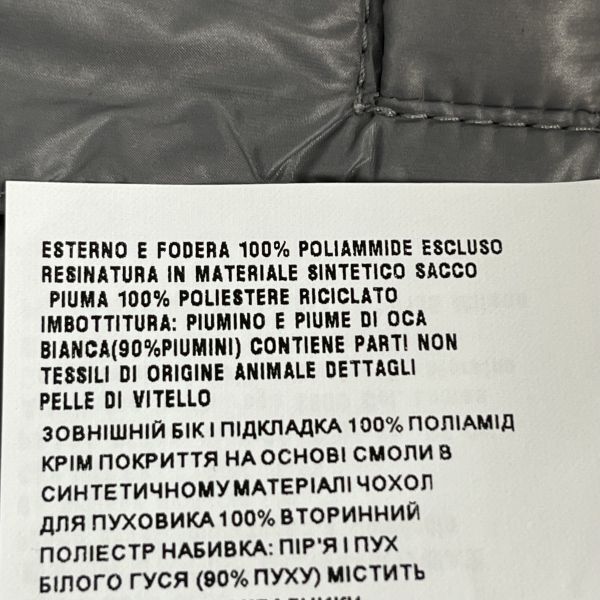 ESTERNO E FODERA 100% POLIAMMIDE ESCLUSO
RESINATURA IN MATERIALE SINTETICO SACCO
PIUMA 100% POLIESTERE RICICLATO
IMBOTTITURA: PIUMINO E PIUME DI OCA
BIANCA(90%PIUMINI) CONTIENE PARTI NON
TESSILI DI ORIGINE ANIMALE DETTAGLI
PELLE DI VITELLO
ЗОВНІШНІЙ БІК І ПІДКЛАДКА 100% ПОЛІАМІД
КРІМ ПОКРИТТЯ НА ОСНОВІ СМОЛИ В
СИНТЕТИЧНОМУ МАТЕРІАЛІ ЧОХОЛ
ДЛЯ ПУХОВИКА 100% ВТОРИННИЙ
ПОЛІЕСТР НАБИВКА: ПІР'Я І ПУХ
БІЛОГО ГУСЯ (90% ПУХУ) МІСТИТЬ